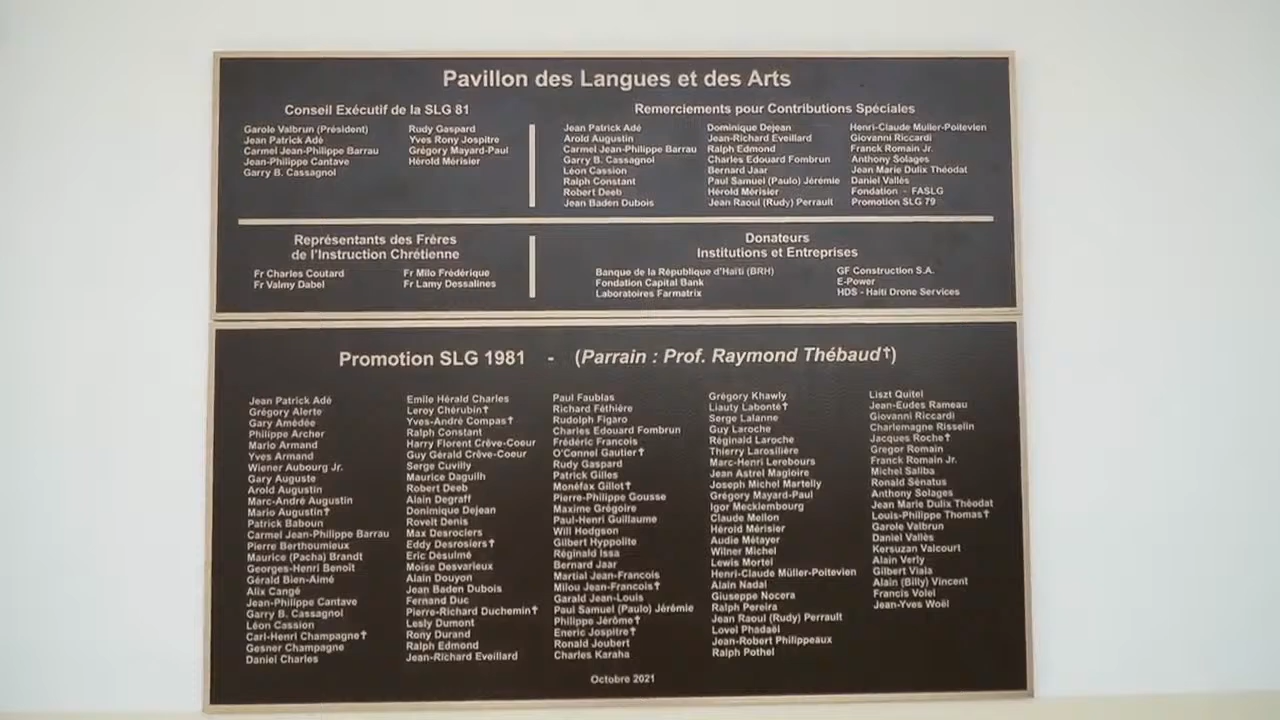 Pavillon des Langues et des Arts
Conseil Exécutif de la SLG 81
Garole Valbrun (Président)
Jean Patrick Adé
Carmel Jean-Philippe Barrau
Jean-Philippe Cantave
Garry B. Cassagnol
Rudy Gaspard
Yves Rony Jospitre
Grégory Mayard-Paul
Hérold Mérisier
Remerciements pour Contributions Spéciales
Jean Patrick Adé
Arold Augustin
Carmel Jean-Philippe Barrau
Garry B. Cassagnol
Léon Cassion
Ralph Constant
Robert Deeb
Jean Baden Dubois
Dominique Dejean
Jean-Richard Eveillard
Ralph Edmond
Charles Edouard Fombrun
Bernard Jaar
Paul Samuel (Paulo) Jérémie
Hérold Mérisier
Jean Raoul (Rudy) Perrault
Henri-Claude Muller-Poitevien
Giovanni Riccardi
Franck Romain Jr.
Anthony Solages
Jean Marie Dulix Théodat
Daniel Vallès
Fondation - FASLG
Promotion SLG 79
Représentants des Frères
de l'Instruction Chrétienne
Fr Charles Coutard
Fr Valmy Dabel
Fr Milo Frédérique
Fr Lamy Dessalines
Donateurs
Institutions et Entreprises
Banque de la République d'Haïti (BRH)
Fondation Capital Bank
Laboratoires Farmatrix
GF Construction S.A.
E-Power
HDS - Haiti Drone Services
Promotion SLG 1981 - (Parrain : Prof. Raymond Thébaud✝)
Jean Patrick Adé
Grégory Alerte
Gary Amédée
Philippe Archer
Mario Armand
Yves Armand
Wiener Aubourg Jr.
Gary Auguste
Arold Augustin
Marc-André Augustin
Mario Augustin✝
Patrick Baboun
Carmel Jean-Philippe Barrau
Pierre Berthoumieux
Maurice (Pacha) Brandt
Georges-Henri Benoît
Gérald Bien-Aimé
Alix Cangé
Jean-Philippe Cantave
Garry B. Cassagnol
Léon Cassion
Carl-Henri Champagne✝
Gesner Champagne
Daniel Charles
Emile Hérald Charles
Leroy Chérubin✝
Yves-André Compas✝
Ralph Constant
Harry Florent Crève-Coeur
Guy Gérald Crève-Coeur
Serge Cuvilly
Maurice Daguilh
Robert Deeb
Alain Degraff
Donimique Dejean
Rovelt Denis
Max Desrociers
Eddy Desrosiers✝
Eric Désulmé
Moïse Desvarieux
Alain Douyon
Jean Baden Dubois
Fernand Duc
Pierre-Richard Duchemin✝
Lesly Dumont
Rony Durand
Ralph Edmond
Jean-Richard Eveillard
Paul Faublas
Richard Féthière
Rudolph Figaro
Charles Edouard Fombrun
Frédéric Francois
O'Connel Gautier✝
Rudy Gaspard
Patrick Gilles
Monéfax Gillot✝
Pierre-Philippe Gousse
Maxime Grégoire
Paul-Henri Guillaume
Will Hodgson
Gilbert Hyppolite
Réginald Issa
Bernard Jaar
Martial Jean-François
Milou Jean-François✝
Garald Jean-Louis
Paul Samuel (Paulo) Jérémie
Philippe Jérôme✝
Eneric Jospitre✝
Ronald Joubert
Charles Karaha
Grégory Khawly
Liauty Labonté✝
Serge Lalanne
Guy Laroche
Réginald Laroche
Thierry Larosilière
Marc-Henri Lerebours
Jean Astrel Magloire
Joseph Michel Martelly
Grégory Mayard-Paul
Igor Mecklembourg
Claude Mellon
Hérold Mérisier
Audie Métayer
Wilner Michel
Lewis Mortel
Henri-Claude Müller-Poitevien
Alain Nadal
Giuseppe Nocera
Ralph Pereira
Jean Raoul (Rudy) Perrault
Lovel Phadaël
Jean-Robert Philippeaux
Ralph Pothel
Liszt Quitel
Jean-Eudes Rameau
Giovanni Riccardi
Charlemagne Risselin
Jacques Roche✝
Gregor Romain
Franck Romain Jr.
Michel Saliba
Ronald Sénatus
Anthony Solages
Jean Marie Dulix Théodat
Louis-Philippe Thomas✝
Garole Valbrun
Daniel Vallès
Kersuzan Valcourt
Alain Verly
Gilbert Viala
Alain (Billy) Vincent
Francis Volel
Jean-Yves Woël
Octobre 2021